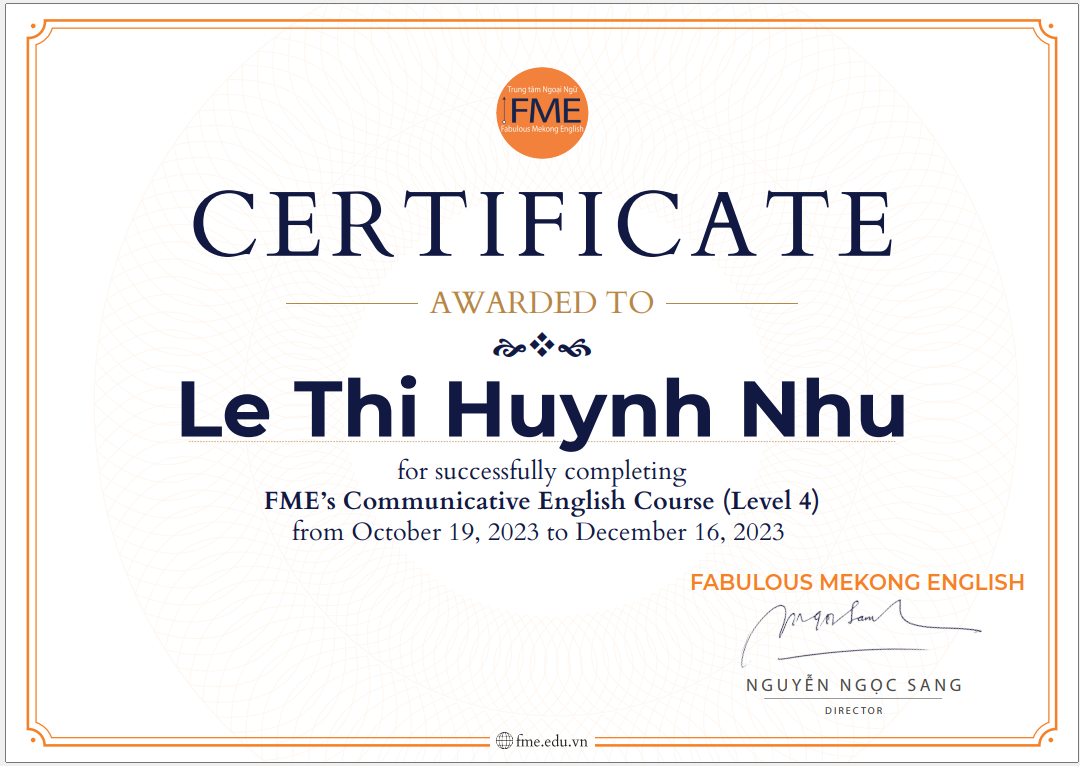 Trung tâm Ngoại Ngữ
FME
Fabulous Mekong English
CERTIFICATE
AWARDED TO
Le Thi Huynh Nhu
for successfully completing
FME’s Communicative English Course (Level 4)
from October 19, 2023 to December 16, 2023
FABULOUS MEKONG ENGLISH
NGUYỄN NGỌC SANG
DIRECTOR
fme.edu.vn